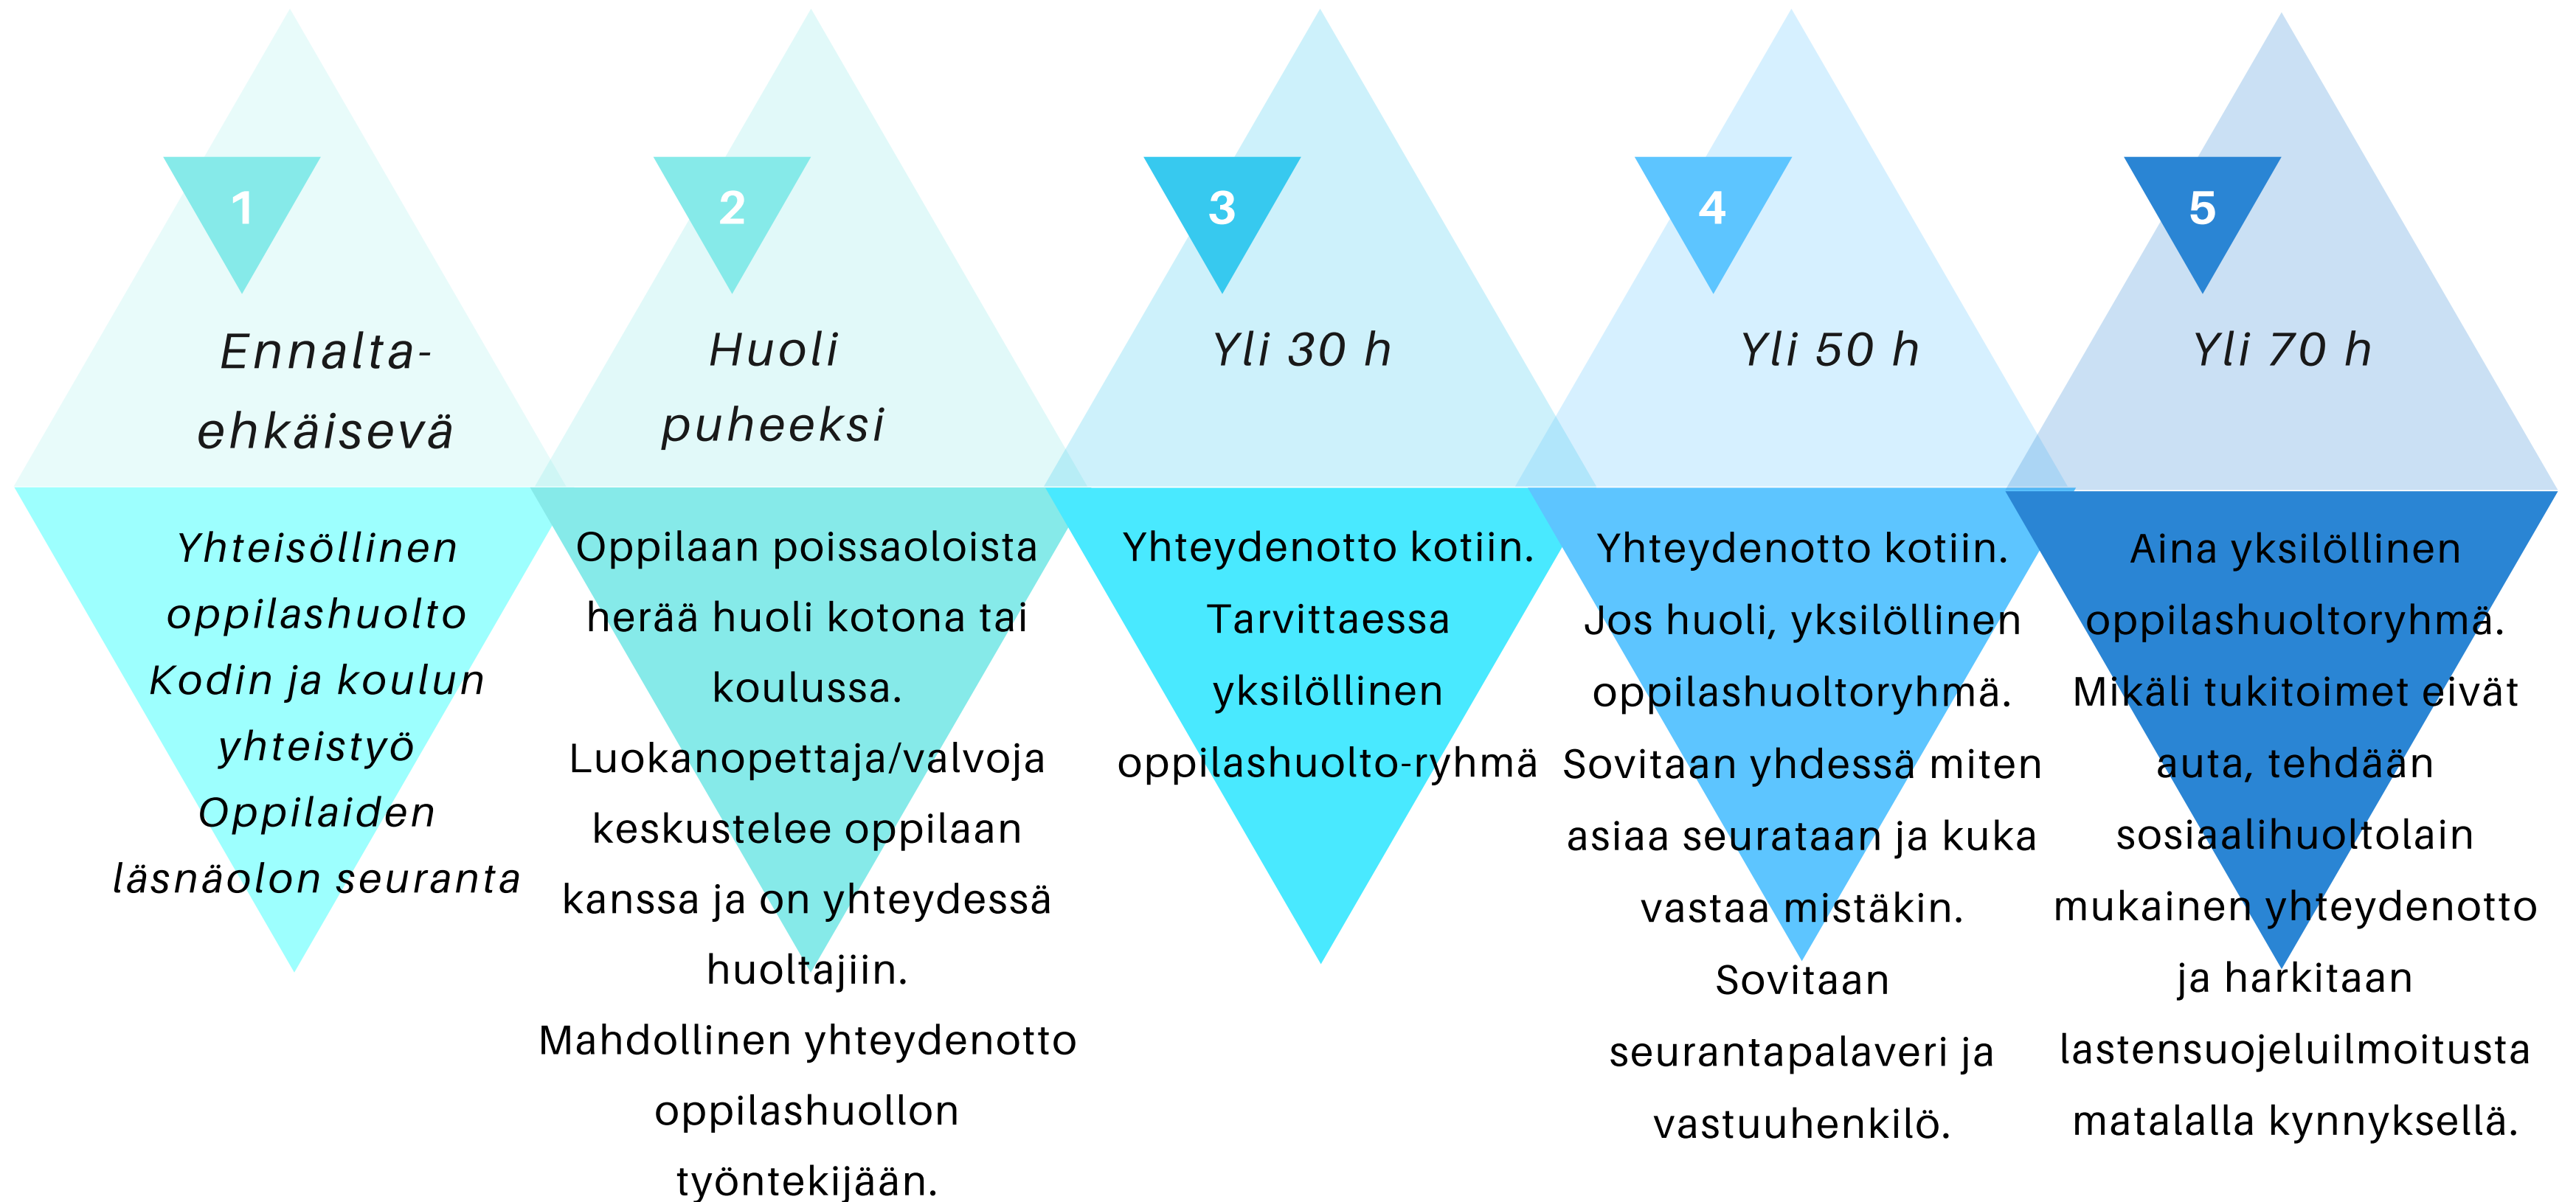 1
Ennalta-
ehkäisevä
Yhteisöllinen
oppilashuolto
Kodin ja koulun
yhteistyö
Oppilaiden
läsnäolon seuranta
2
Huoli
puheeksi
Oppilaan poissaoloista
herää huoli kotona tai
koulussa.
Luokanopettaja/valvoja
keskustelee oppilaan
kanssa ja on yhteydessä
huoltajiin.
Mahdollinen yhteydenotto
oppilashuollon
työntekijään.
3
Yli 30 h
Yhteydenotto kotiin.
Tarvittaessa
yksilöllinen
oppilashuolto-ryhmä
4
Yli 50 h
Yhteydenotto kotiin.
Jos huoli, yksilöllinen
oppilashuoltoryhmä.
Sovitaan yhdessä miten
asiaa seurataan ja kuka
vastaa mistäkin.
Sovitaan
seurantapalaveri ja
vastuuhenkilö.
5
Yli 70 h
Aina yksilöllinen
oppilashuoltoryhmä.
Mikäli tukitoimet eivät
auta, tehdään
sosiaalihuoltolain
mukainen yhteydenotto
ja harkitaan
lastensuojeluilmoitusta
matalalla kynnyksellä.